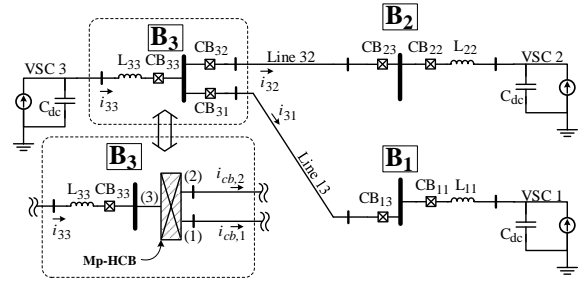 B3
B2
VSC 3
L33
CB33
CB32
Line 32
CB23
CB22
L22
VSC 2
Cdc
i33
i32
Cdc
CB31
i31
Line 13
B3
B1
L33
CB33
(3)
(2)
icb,2
CB13
CB11
L11
VSC 1
i33
(1)
icb,1
Cdc
Mp-HCB